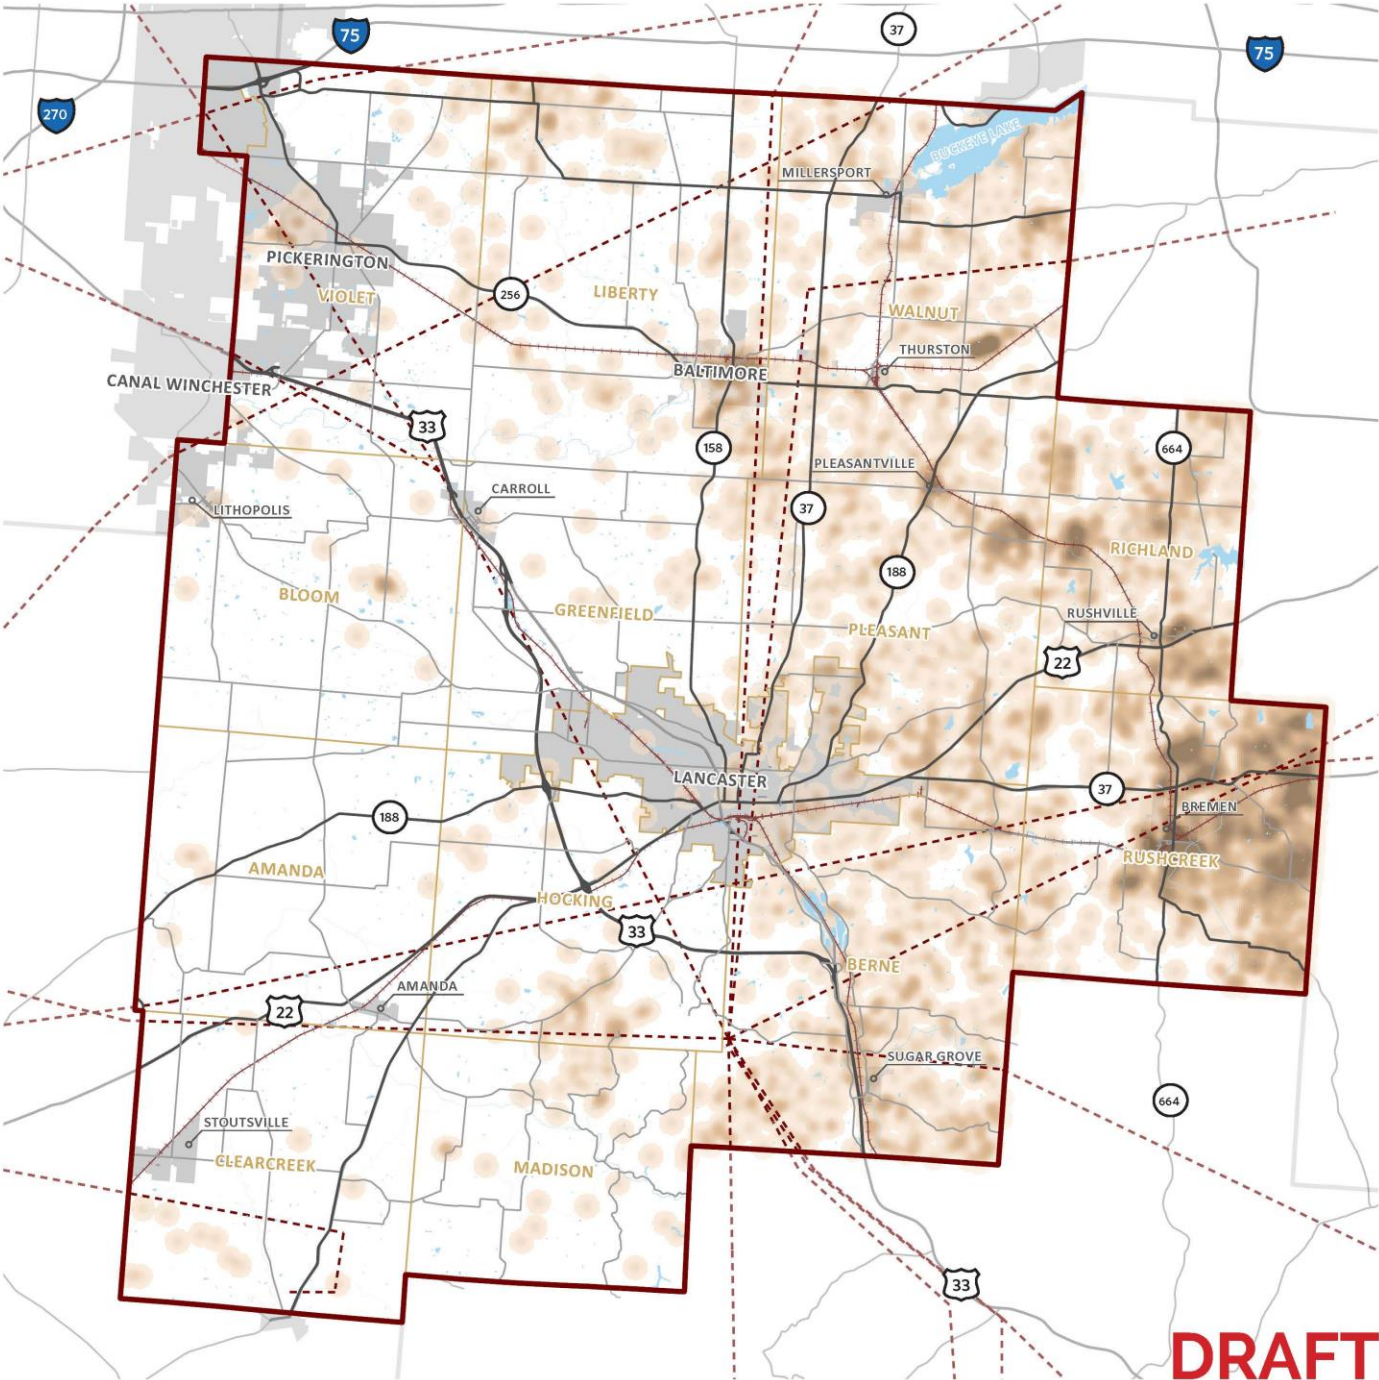 75
37
75
270
BUCKEYE LAKE
MILLERSPORT
PICKERINGTON
VIOLET
256
LIBERTY
WALNUT
THURSTON
BALTIMORE
CANAL WINCHESTER
33
158
664
PLEASANTVILLE
CARROLL
37
LITHOPOLIS
RICHLAND
188
BLOOM
GREENFIELD
RUSHVILLE
PLEASANT
22
LANCASTER
37
BREMEN
188
RUSHCREEK
AMANDA
HOCKING
33
BERNE
AMANDA
22
SUGAR GROVE
664
STOUTSVILLE
CLEARCREEK
MADISON
33
DRAFT